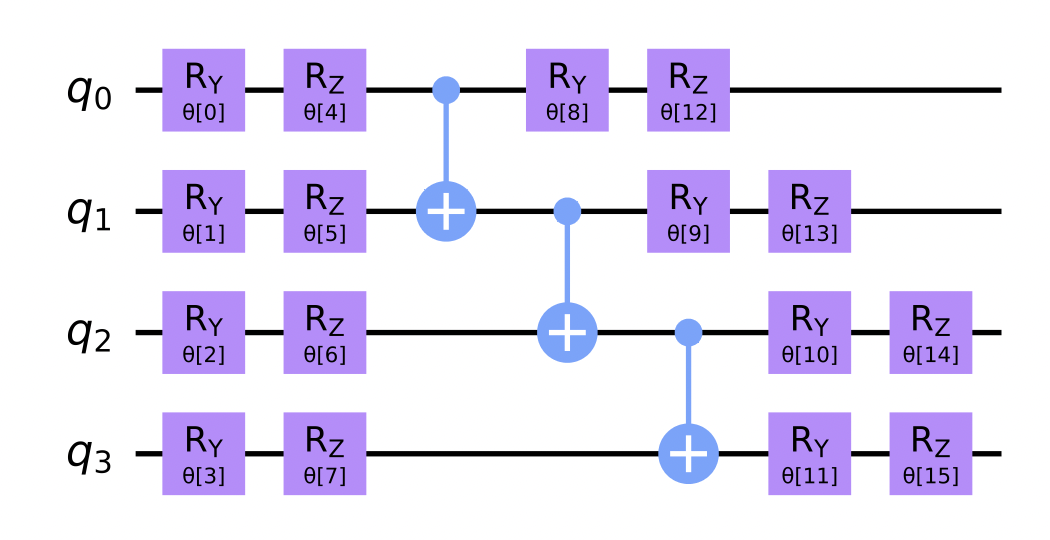 q0 RY θ[0] RZ θ[4] RY θ[8] RZ θ[12]
q1 RY θ[1] RZ θ[5] RY θ[9] RZ θ[13]
q2 RY θ[2] RZ θ[6] RY θ[10] RZ θ[14]
q3 RY θ[3] RZ θ[7] RY θ[11] RZ θ[15]